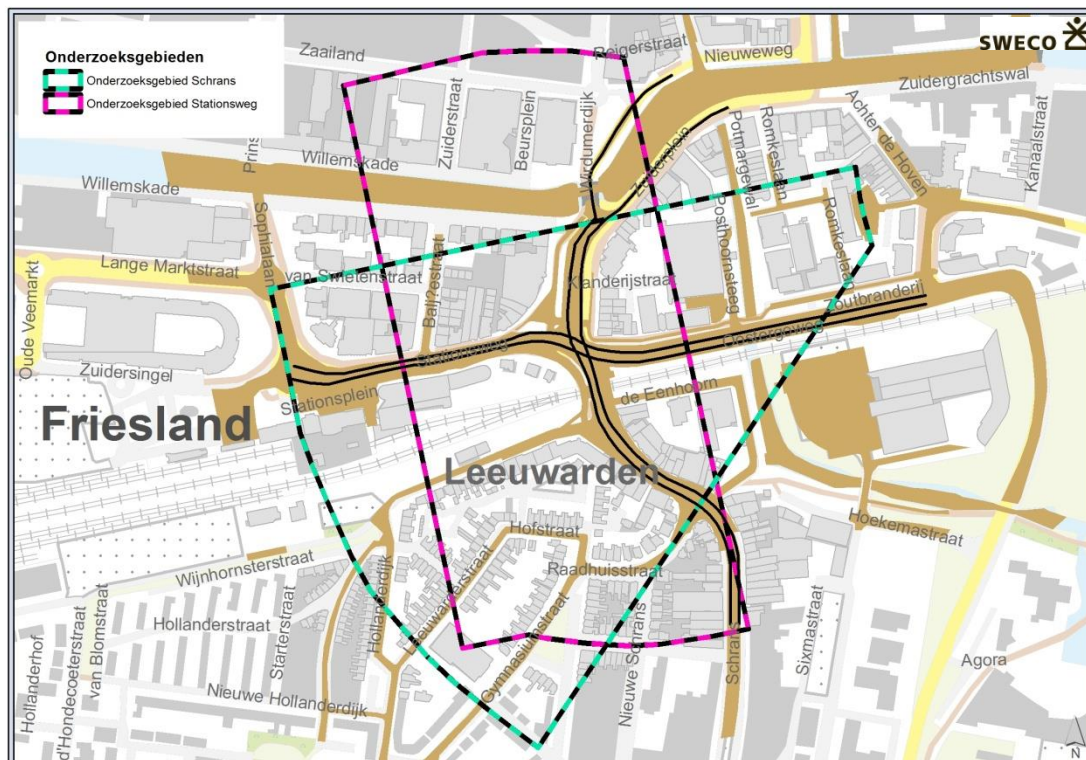 Onderzoeksgebieden
Onderzoeksgebied Schrans
Onderzoeksgebied Stationsweg
SWECO
Zaailand
Reigerstraat
Nieuweweg
Zuidergrachtswal
Zuiderstraat
Beursplein
Wirdumerdijk
Zuiderplein
Potmargewal
Romkeslaan
Achter de Hoven
Kanaalstraat
Prins
Willemskade
Willemskade
Sophialaan
Lange Marktstraat
van Swietenstraat
Klanderijstraat
Posthoornsteeg
Romkeslaan
Oude Veemarkt
Zoutbranderij
Zuidersingel
Stationsweg
Oostergoweg
Stationsplein
de Eenhoorn
Friesland
Leeuwarden
Hofstraat
Hoekemastraat
Wijnhornsterstraat
Raadhuisstraat
Hollanderdijk
Leeuwarderstraat
Gymnasiumstraat
Hollanderstraat
Starterstraat
Nieuwe Schrans
Schrans
Sixmastraat
Agora
Hollanderhof
d'Hondecoeterstraat
van Blomstraat
Nieuwe Hollanderdijk
N